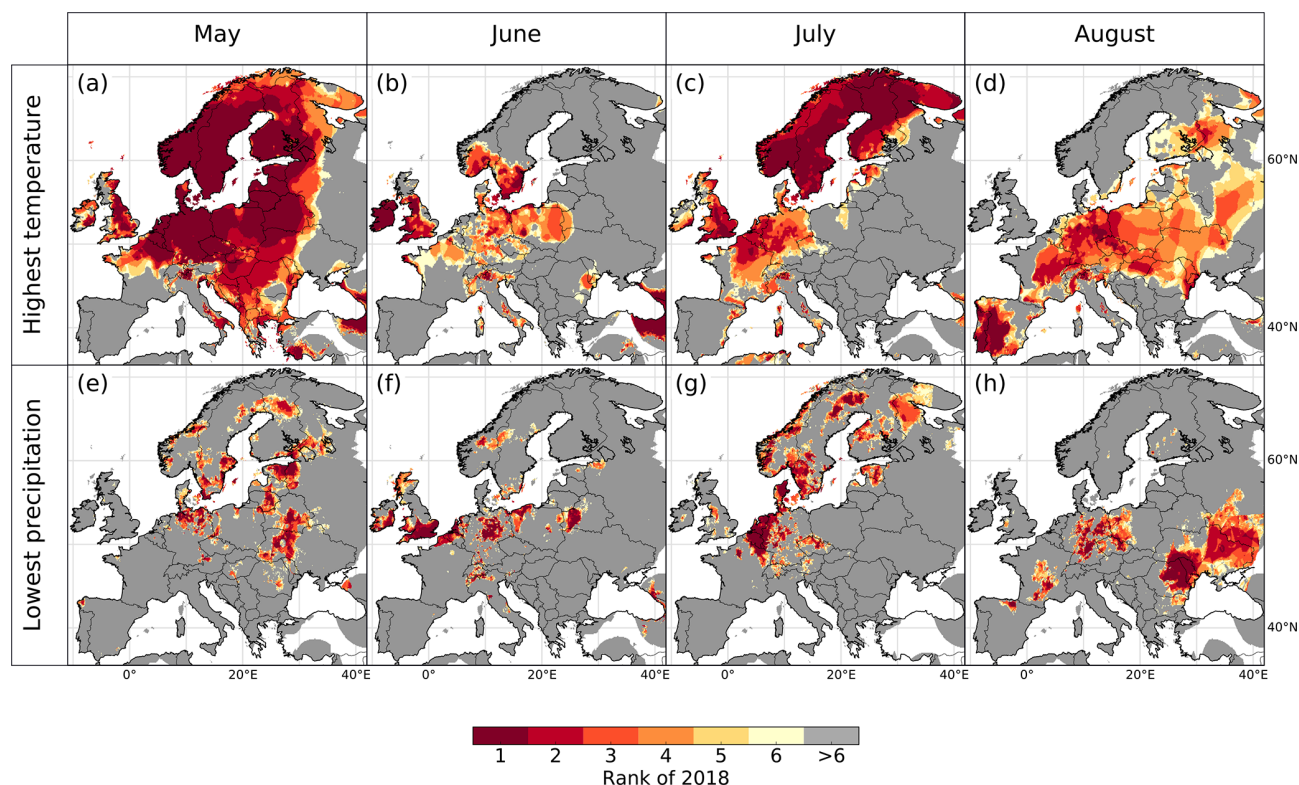 May June July August
Highest temperature
(a) (b) (c) (d)
60°N
40°N
Lowest precipitation
(e) (f) (g) (h)
60°N
40°N
0° 20°E 40°E 0° 20°E 40°E 0° 20°E 40°E 0° 20°E 40°E
1 2 3 4 5 6 >6
Rank of 2018